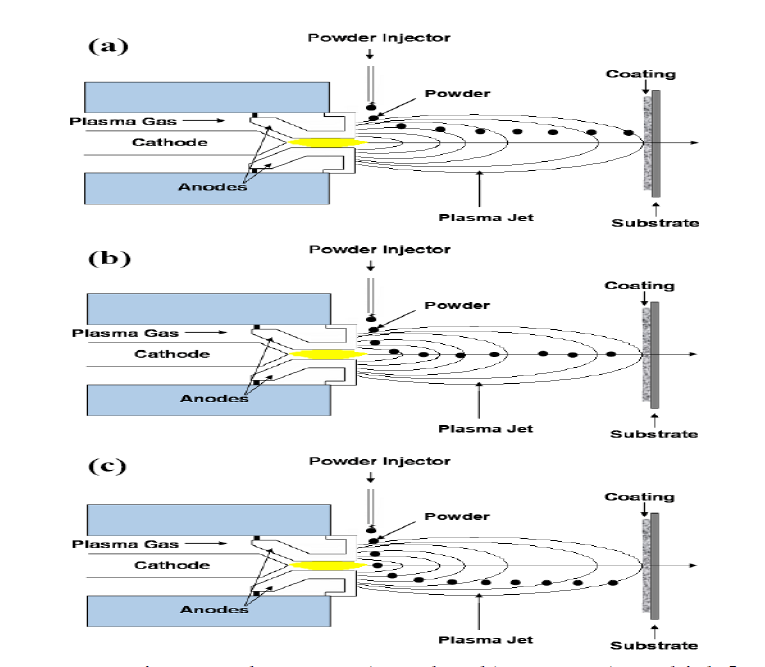 (a)
Powder Injector
Coating
Powder
Plasma Gas
Cathode
Anodes
Plasma Jet
Substrate
(b)
Powder Injector
Coating
Powder
Plasma Gas
Cathode
Anodes
Plasma Jet
Substrate
(c)
Powder Injector
Coating
Powder
Plasma Gas
Cathode
Anodes
Plasma Jet
Substrate